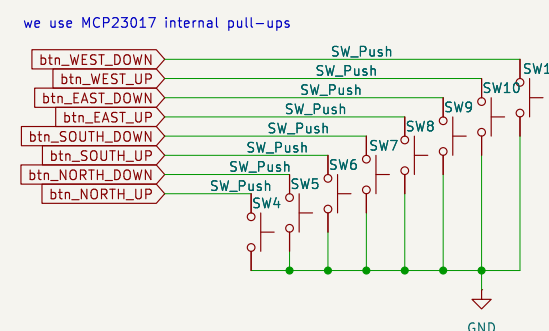 we use MCP23017 internal pull-ups
btn_WEST_DOWN
SW_Push
btn_WEST_UP
SW_Push
SW1
btn_EAST_DOWN
SW_Push
SW10
btn_EAST_UP
SW_Push
SW9
btn_SOUTH_DOWN
SW_Push
SW8
btn_SOUTH_UP
SW_Push
SW7
btn_NORTH_DOWN
SW_Push
SW6
btn_NORTH_UP
SW_Push
SW5
SW4
GND